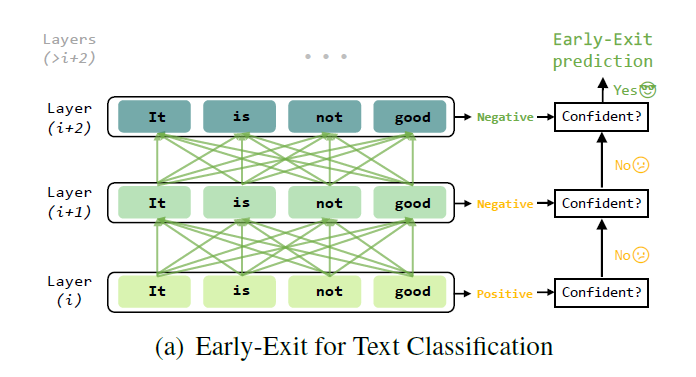 Layers
(>i+2)
...
Early-Exit
prediction
Yes
Layer
(i+2)
It is not good
Negative
Confident?
No
Layer
(i+1)
It is not good
Negative
Confident?
No
Layer
(i)
It is not good
Positive
Confident?
(a) Early-Exit for Text Classification